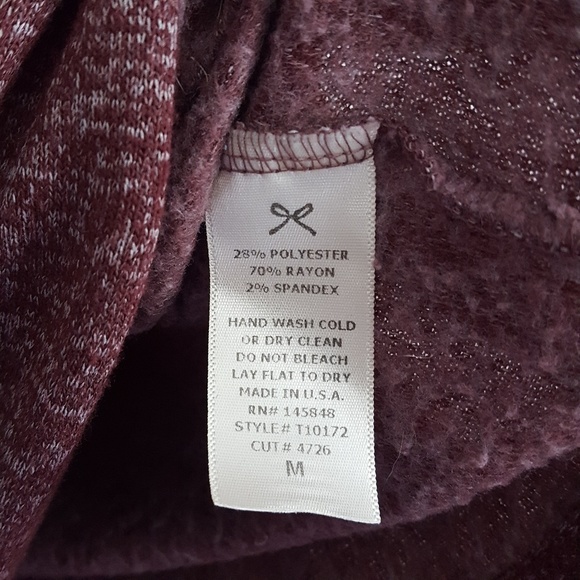 28% POLYESTER
70% RAYON
2% SPANDEX
HAND WASH COLD
OR DRY CLEAN
DO NOT BLEACH
LAY FLAT TO DRY
MADE IN U.S.A.
RN# 145848
STYLE# T10172
CUT# 4726
M